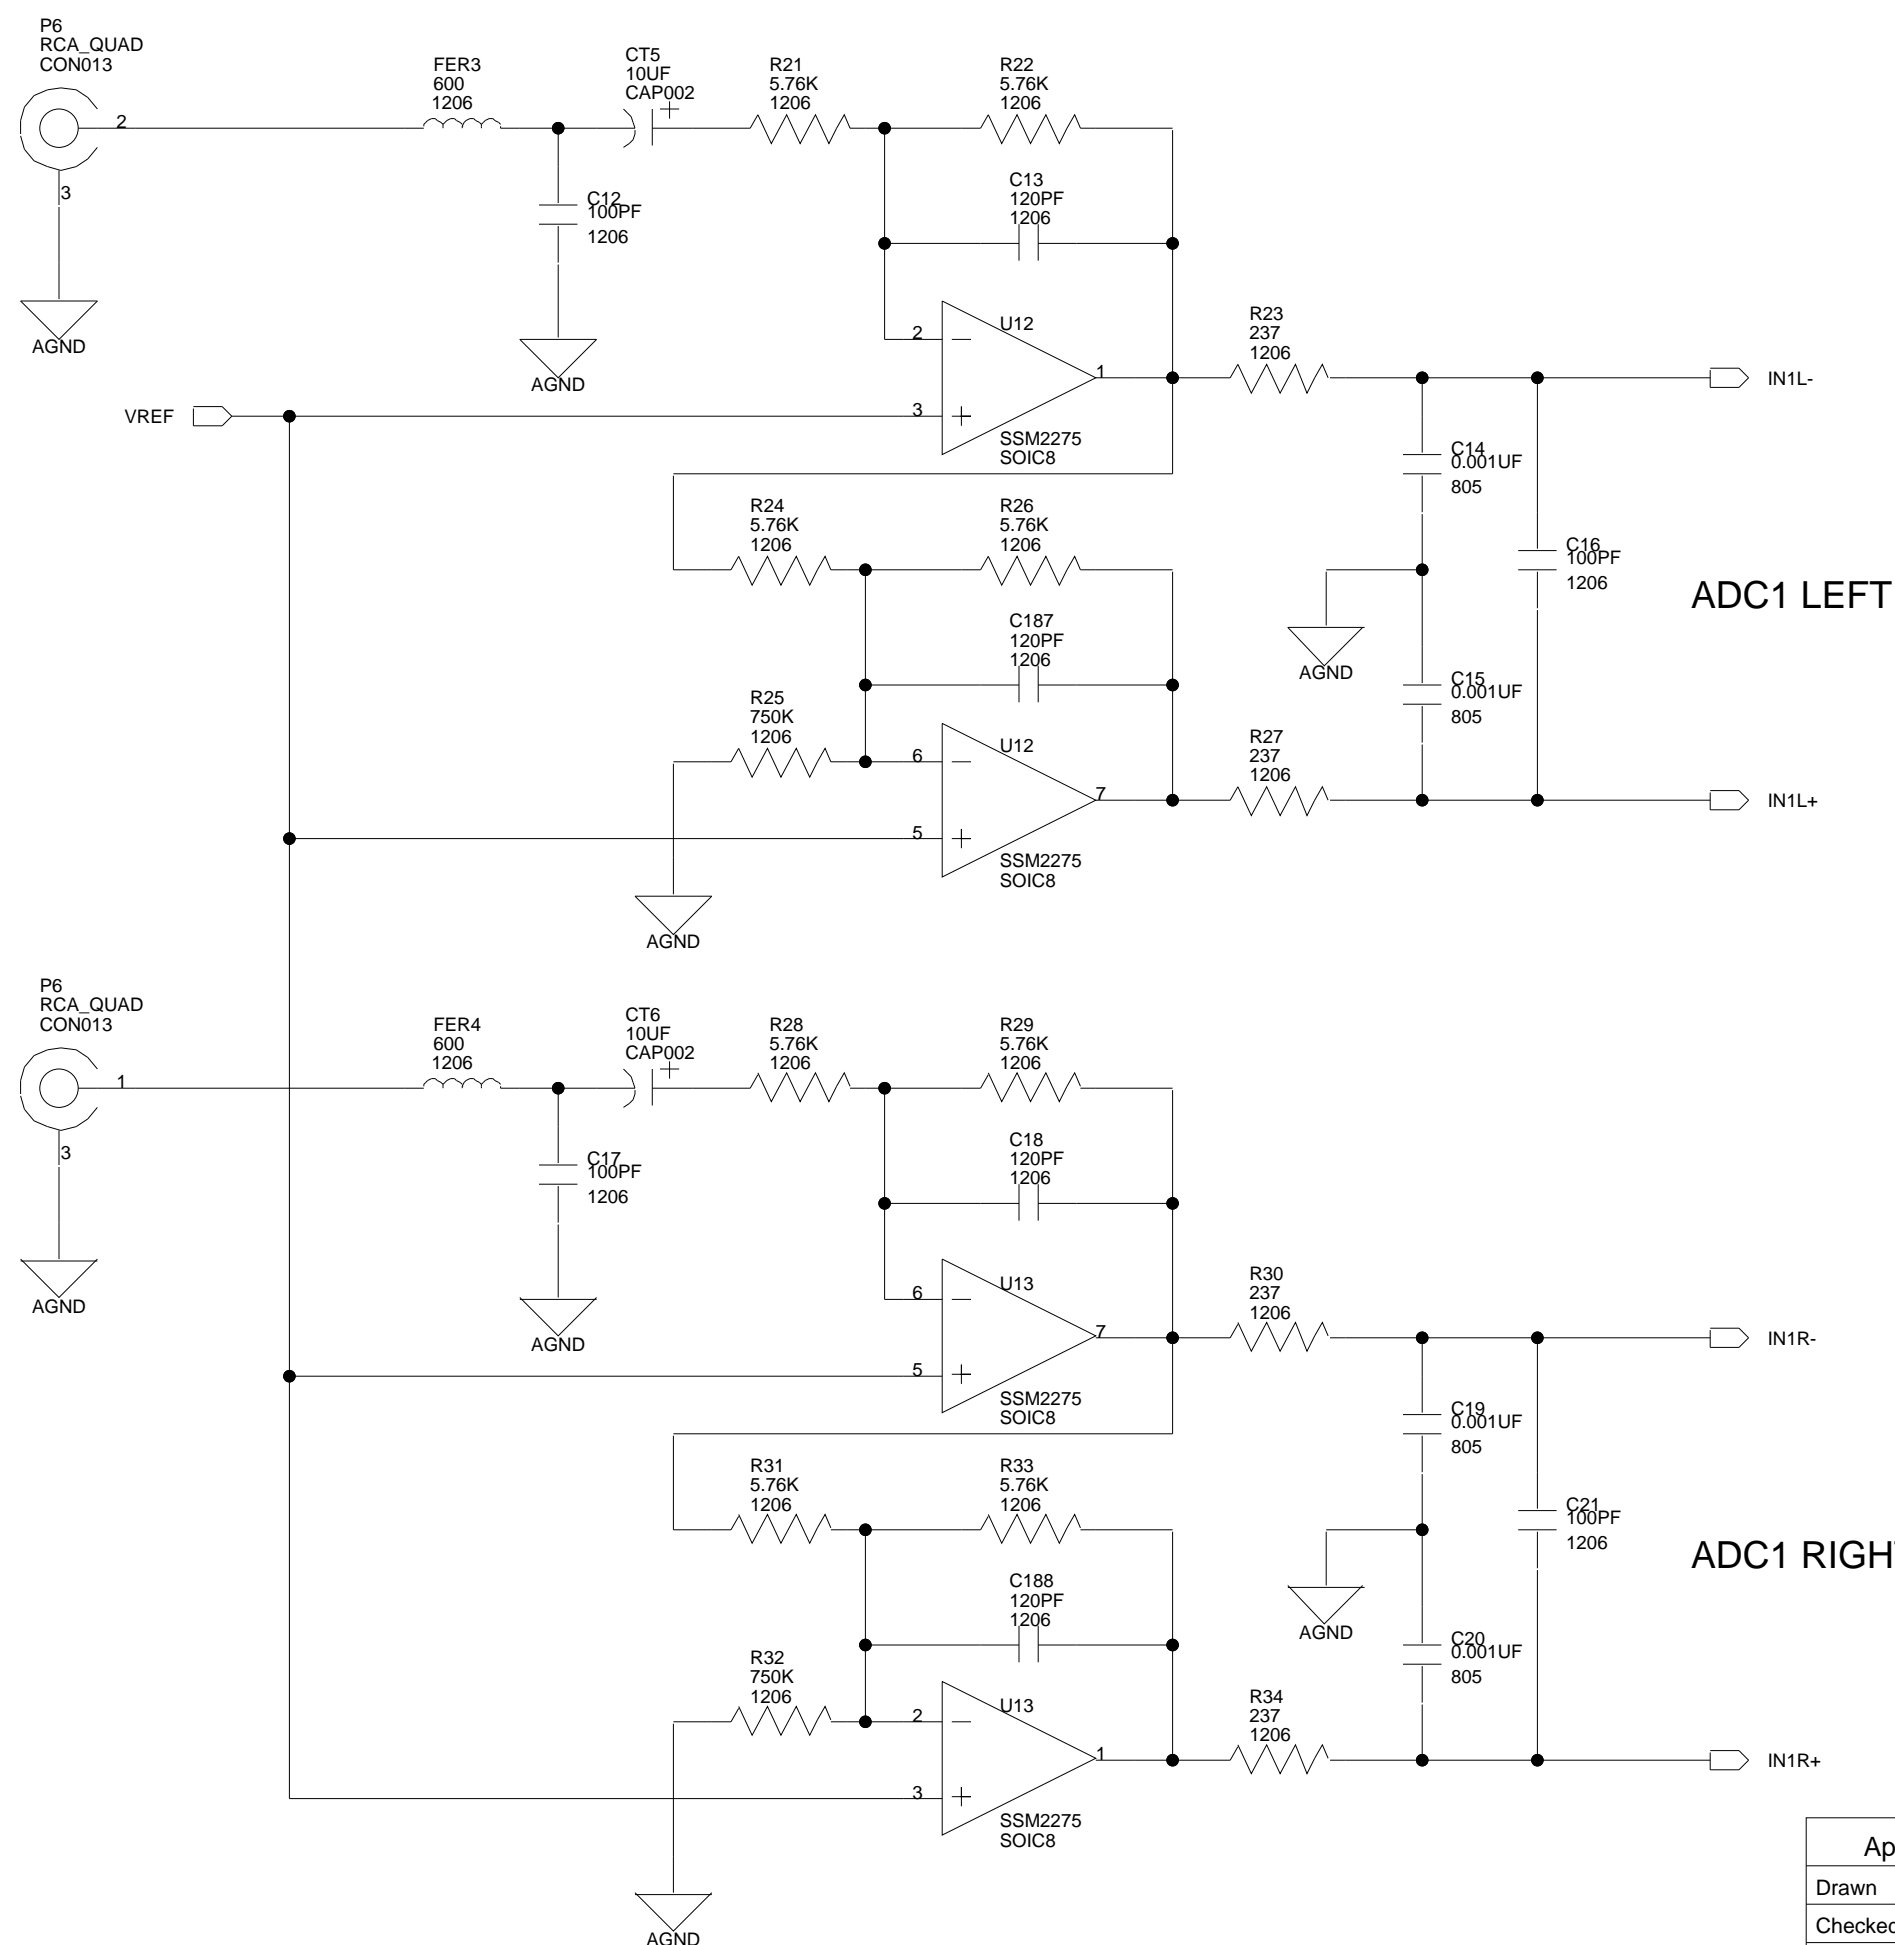 P6
RCA_QUAD
CON013
2
3
AGND
FER3
600
1206
C12
100PF
1206
AGND
CT5
10UF
CAP002
+
R21
5.76K
1206
R22
5.76K
1206
C13
120PF
1206
VREF
2
3
1
U12
SSM2275
SOIC8
R23
237
1206
IN1L-
C14
0.001UF
805
C16
100PF
1206
ADC1 LEFT
R24
5.76K
1206
R26
5.76K
1206
AGND
C187
120PF
1206
C15
0.001UF
805
R25
750K
1206
AGND
6
5
7
U12
SSM2275
SOIC8
R27
237
1206
IN1L+
P6
RCA_QUAD
CON013
1
3
AGND
FER4
600
1206
C17
100PF
1206
AGND
CT6
10UF
CAP002
+
R28
5.76K
1206
R29
5.76K
1206
C18
120PF
1206
6
5
7
U13
SSM2275
SOIC8
R30
237
1206
IN1R-
C19
0.001UF
805
C21
100PF
1206
ADC1 RIGH
R31
5.76K
1206
R33
5.76K
1206
AGND
C188
120PF
1206
C20
0.001UF
805
R32
750K
1206
AGND
2
3
1
U13
SSM2275
SOIC8
R34
237
1206
IN1R+
Ap
Drawn
Checked